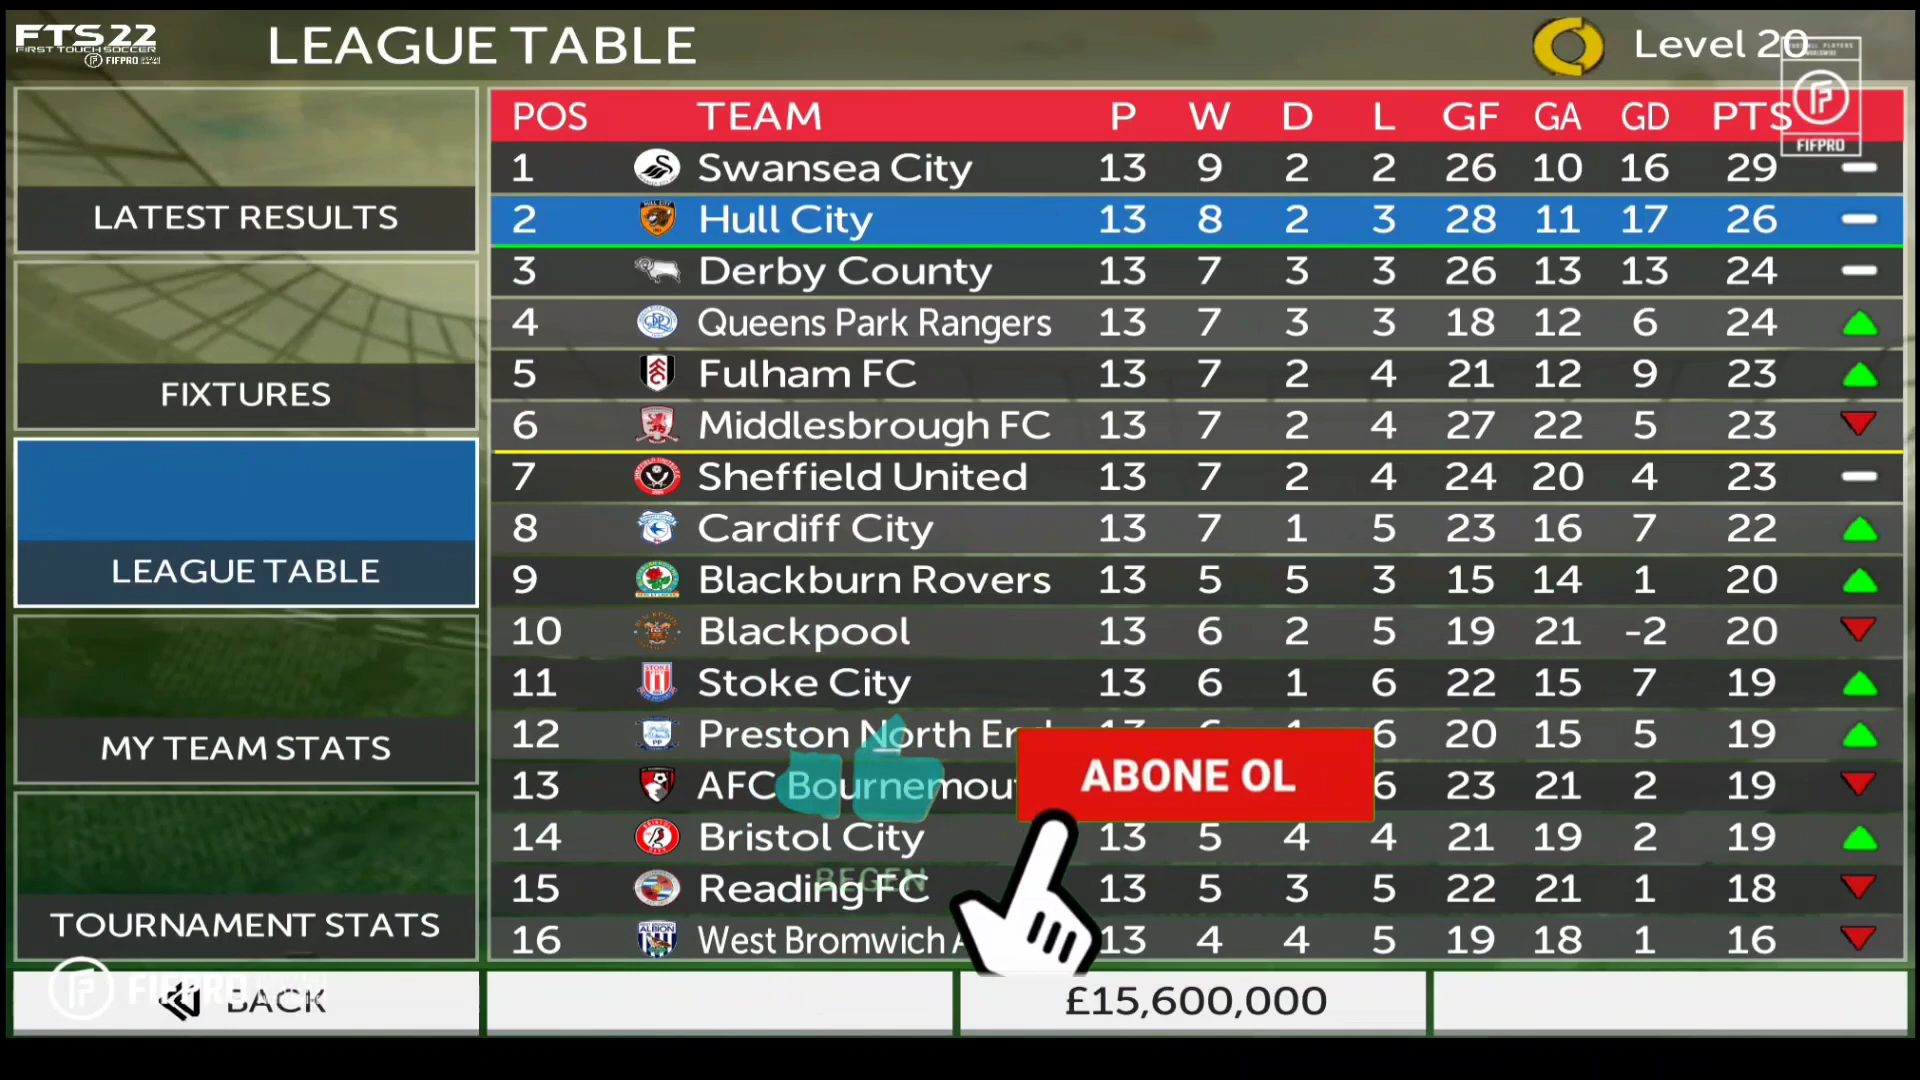 FTS22
FIRST TOUCH SOCCER
FIFPRO
LEAGUE TABLE
Level 20
FIFPRO
LATEST RESULTS
FIXTURES
LEAGUE TABLE
MY TEAM STATS
TOURNAMENT STATS
POS TEAM P W D L GF GA GD PTS
1 Swansea City 13 9 2 2 26 10 16 29
2 Hull City 13 8 2 3 28 11 17 26
3 Derby County 13 7 3 3 26 13 13 24
4 Queens Park Rangers 13 7 3 3 18 12 6 24
5 Fulham FC 13 7 2 4 21 12 9 23
6 Middlesbrough FC 13 7 2 4 27 22 5 23
7 Sheffield United 13 7 2 4 24 20 4 23
8 Cardiff City 13 7 1 5 23 16 7 22
9 Blackburn Rovers 13 5 5 3 15 14 1 20
10 Blackpool 13 6 2 5 19 21 -2 20
11 Stoke City 13 6 1 6 22 15 7 19
12 Preston North 6 20 15 5 19
13 AFC 6 23 21 2 19
14 Bristol City 13 5 4 4 21 19 2 19
15 Reading FC 13 5 3 5 22 21 1 18
16 West Bromwich 13 4 4 5 19 18 1 16
ABONE OL
BEGEN
FIFPRO
BACK
£15,600,000